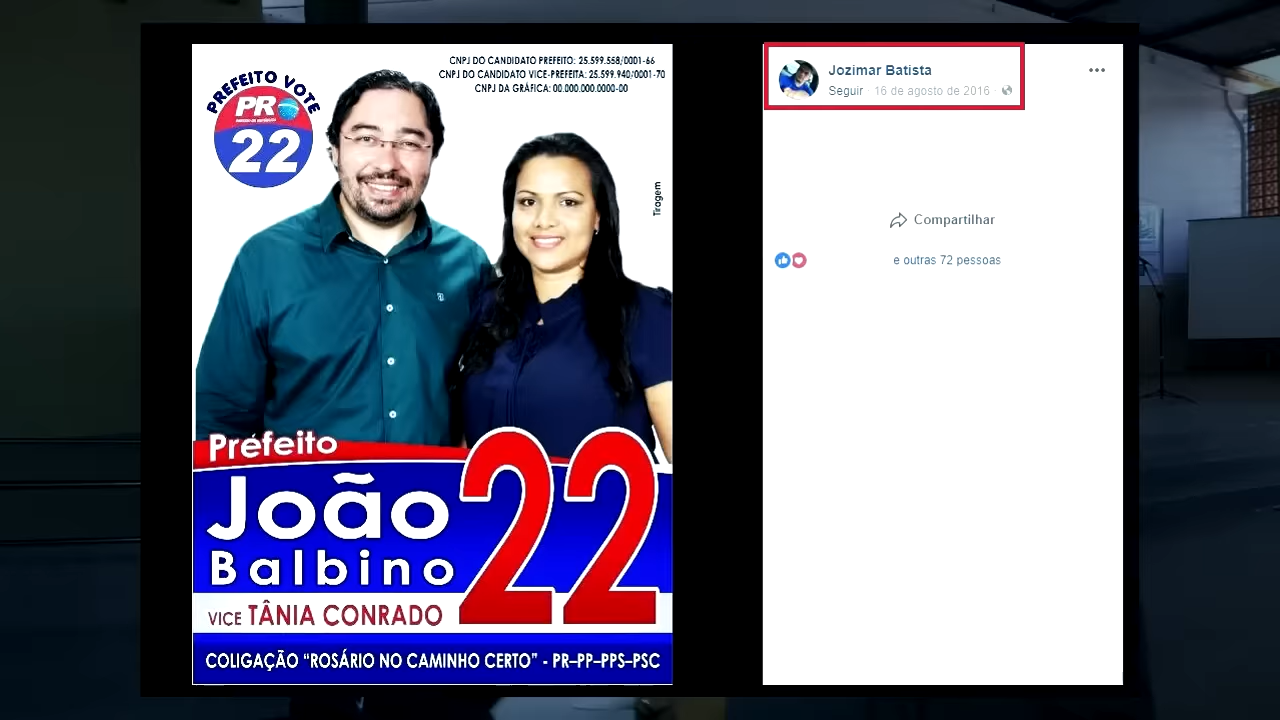 CNPJ DO CANDIDATO PREFEITO: 25.599.558/0001-66
CNPJ DO CANDIDATO VICE-PREFEITA: 25.599.940/0001-70
CNPJ DA GRÁFICA: 00.000.000.0000-00
PREFEITO VOTE
PR
22
Tiragem
Prefeito
João
Balbino
22
VICE TÂNIA CONRADO
COLIGAÇÃO “ROSÁRIO NO CAMINHO CERTO” - PR–PP–PPS–PSC
Jozimar Batista
Seguir · 16 de agosto de 2016 ·
Compartilhar
e outras 72 pessoas